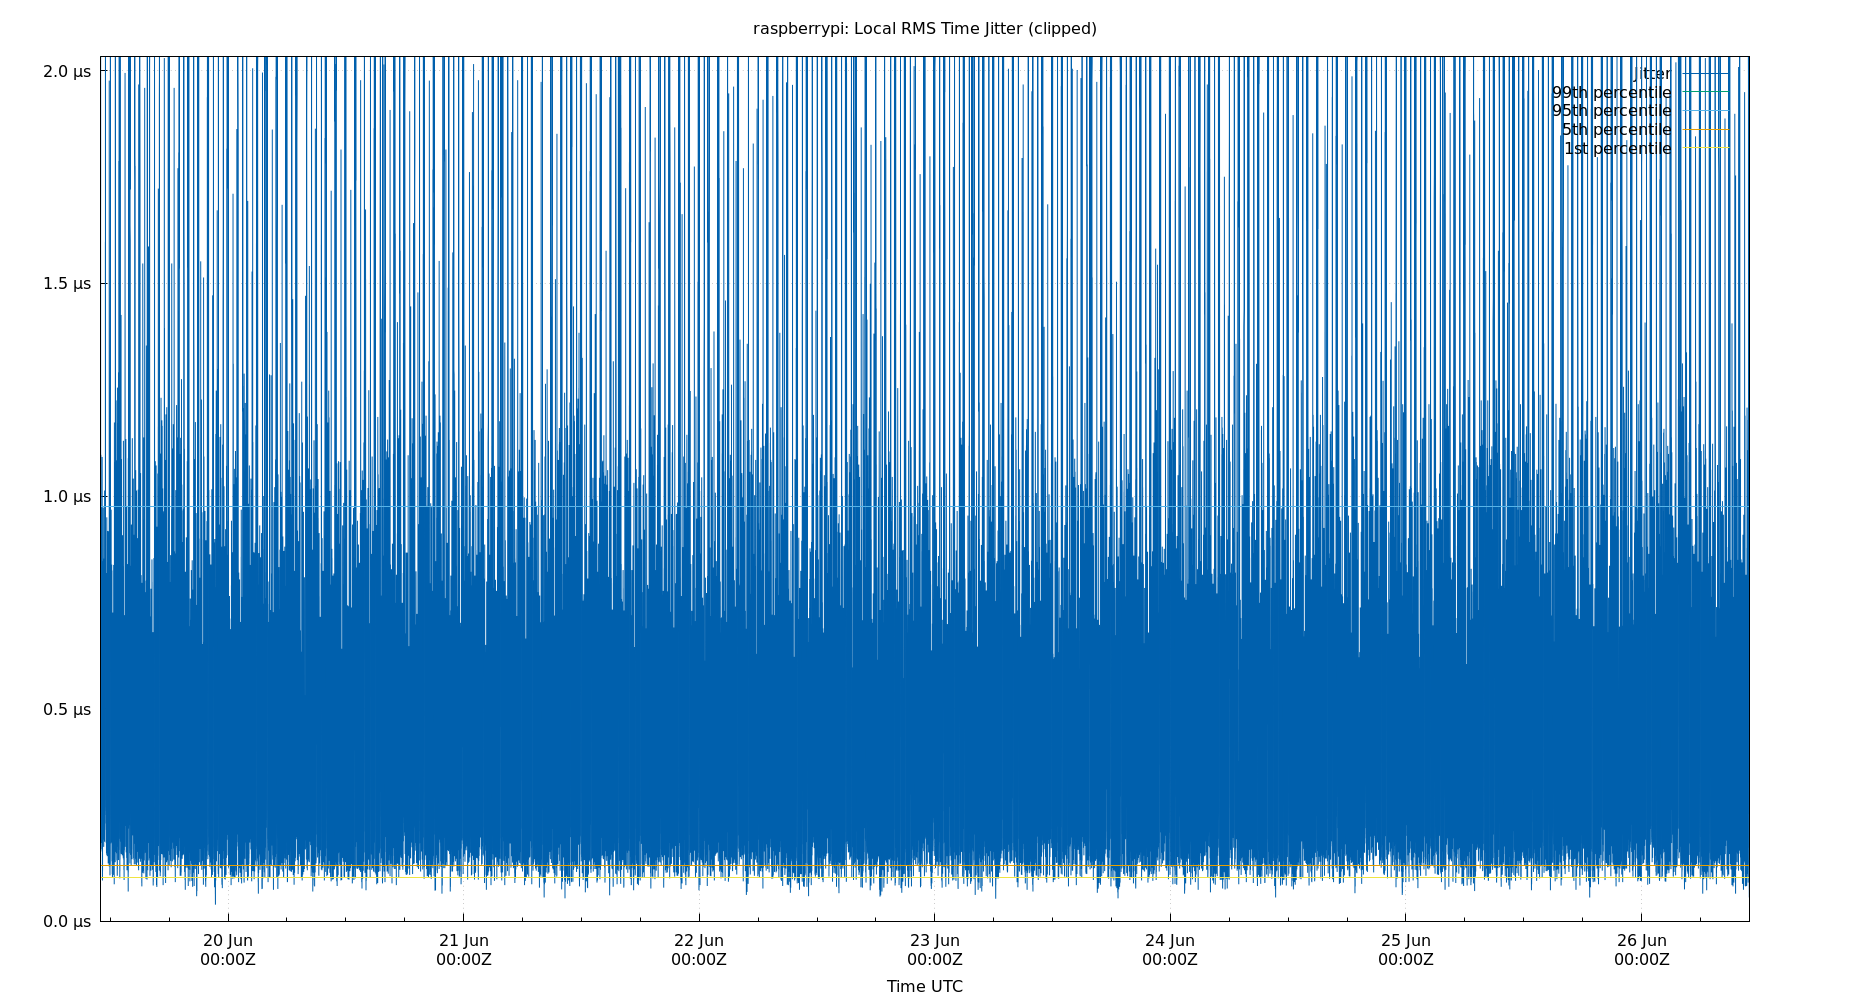 raspberrypi: Local RMS Time Jitter (clipped)
2.0 µs
1.5 µs
1.0 µs
0.5 µs
0.0 µs
jitter
99th percentile
95th percentile
5th percentile
1st percentile
20 Jun 21 Jun 22 Jun 23 Jun 24 Jun 25 Jun 26 Jun
00:00Z 00:00Z 00:00Z 00:00Z 00:00Z 00:00Z 00:00Z
Time UTC